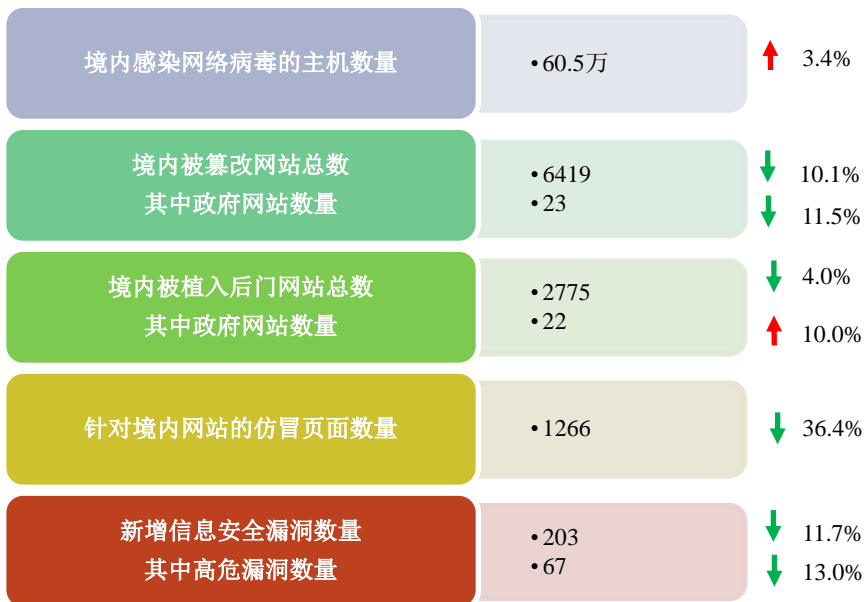 境内感染网络病毒的主机数量
•60.5万
3.4%
境内被篡改网站总数
其中政府网站数量
•6419
•23
10.1%
11.5%
境内被植入后门网站总数
其中政府网站数量
•2775
•22
4.0%
10.0%
针对境内网站的仿冒页面数量
•1266
36.4%
新增信息安全漏洞数量
其中高危漏洞数量
•203
•67
11.7%
13.0%